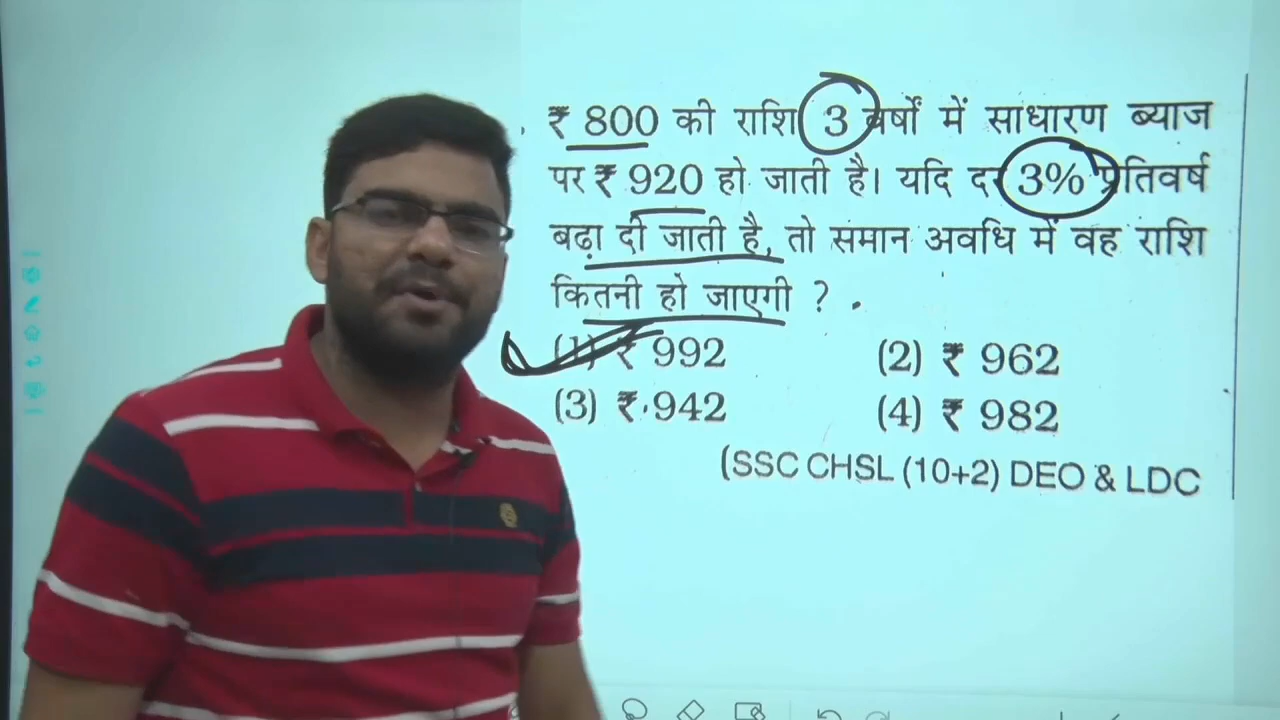 ₹ 800 की राशि 3 वर्षों में साधारण ब्याज
पर ₹ 920 हो जाती है। यदि दर 3% प्रतिवर्ष
बढ़ा दी जाती है, तो समान अवधि में वह राशि
कितनी हो जाएगी ?
(1) ₹ 992 (2) ₹ 962
(3) ₹ 942 (4) ₹ 982
(SSC CHSL (10+2) DEO & LDC